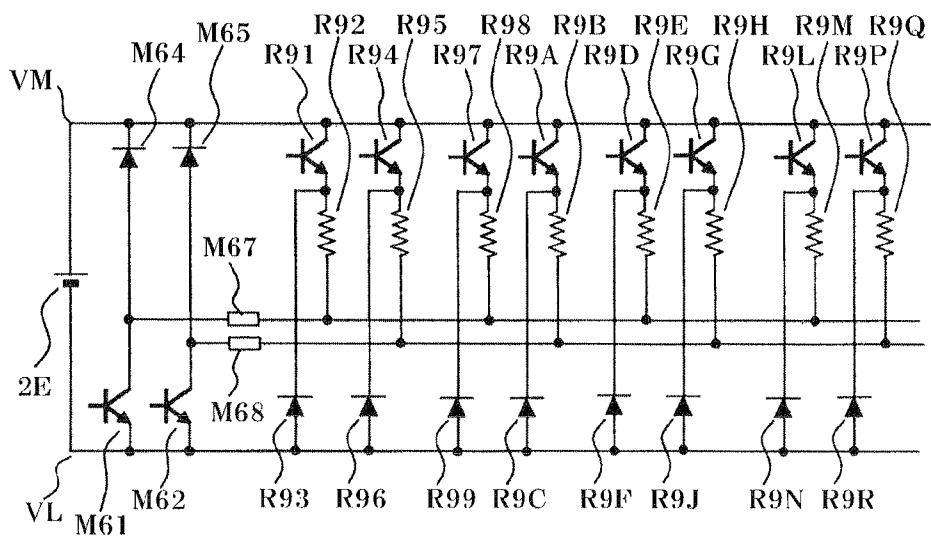 R92 R95 R98 R9B R9E R9H R9M R9Q
M64 M65 R91 R94 R97 R9A R9D R9G R9L R9P
VM
M67
2E
M68
VL M61 M62 R93 R96 R99 R9C R9F R9J R9N R9R